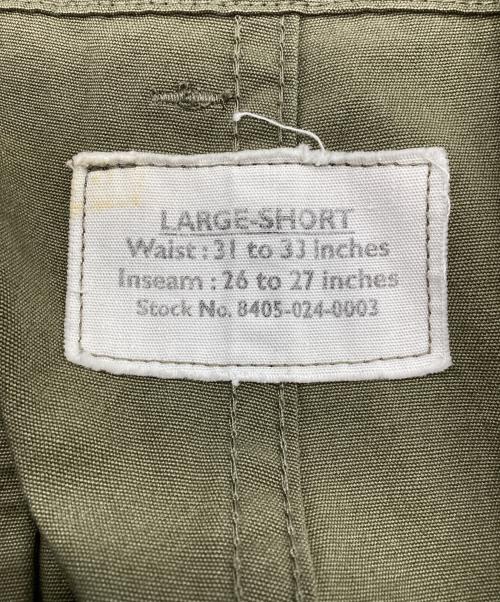 LARGE-SHORT
Waist : 31 to 33 inches
Inseam : 26 to 27 inches
Stock No. 8405-024-0003